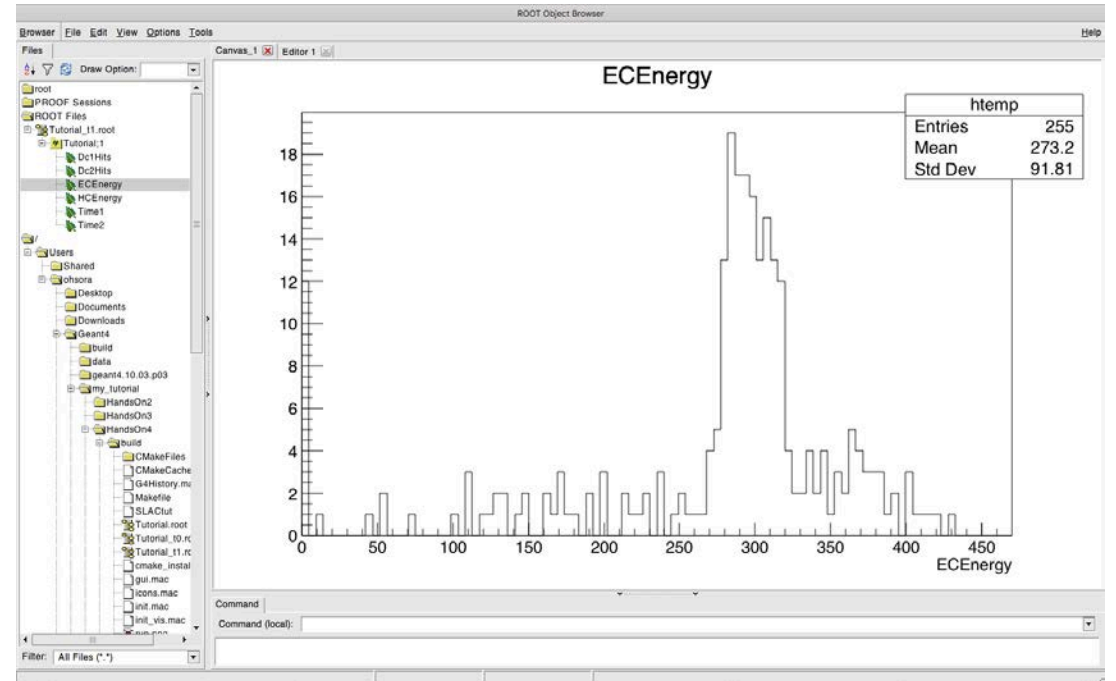 ROOT Object Browser
Browser File Edit View Options Tools Help
Files
Draw Option:
root
PROOF Sessions
ROOT Files
Tutorial_t1.root
Tutorial;1
Dc1Hits
Dc2Hits
ECEnergy
HCEnergy
Time1
Time2
/
Users
Shared
ohsora
Desktop
Documents
Downloads
Geant4
build
data
geant4.10.03.p03
my_tutorial
HandsOn2
HandsOn3
HandsOn4
build
CMakeFiles
CMakeCache
G4History.ma
Makefile
SLACtut
Tutorial.root
Tutorial_t0.rc
Tutorial_t1.rc
cmake_instal
gui.mac
icons.mac
init.mac
init_vis.mac
Filter: All Files (*.*)
Canvas_1 Editor 1
ECEnergy
htemp
Entries 255
Mean 273.2
Std Dev 91.81
18
16
14
12
10
8
6
4
2
0
0 50 100 150 200 250 300 350 400 450
ECEnergy
Command
Command (local):